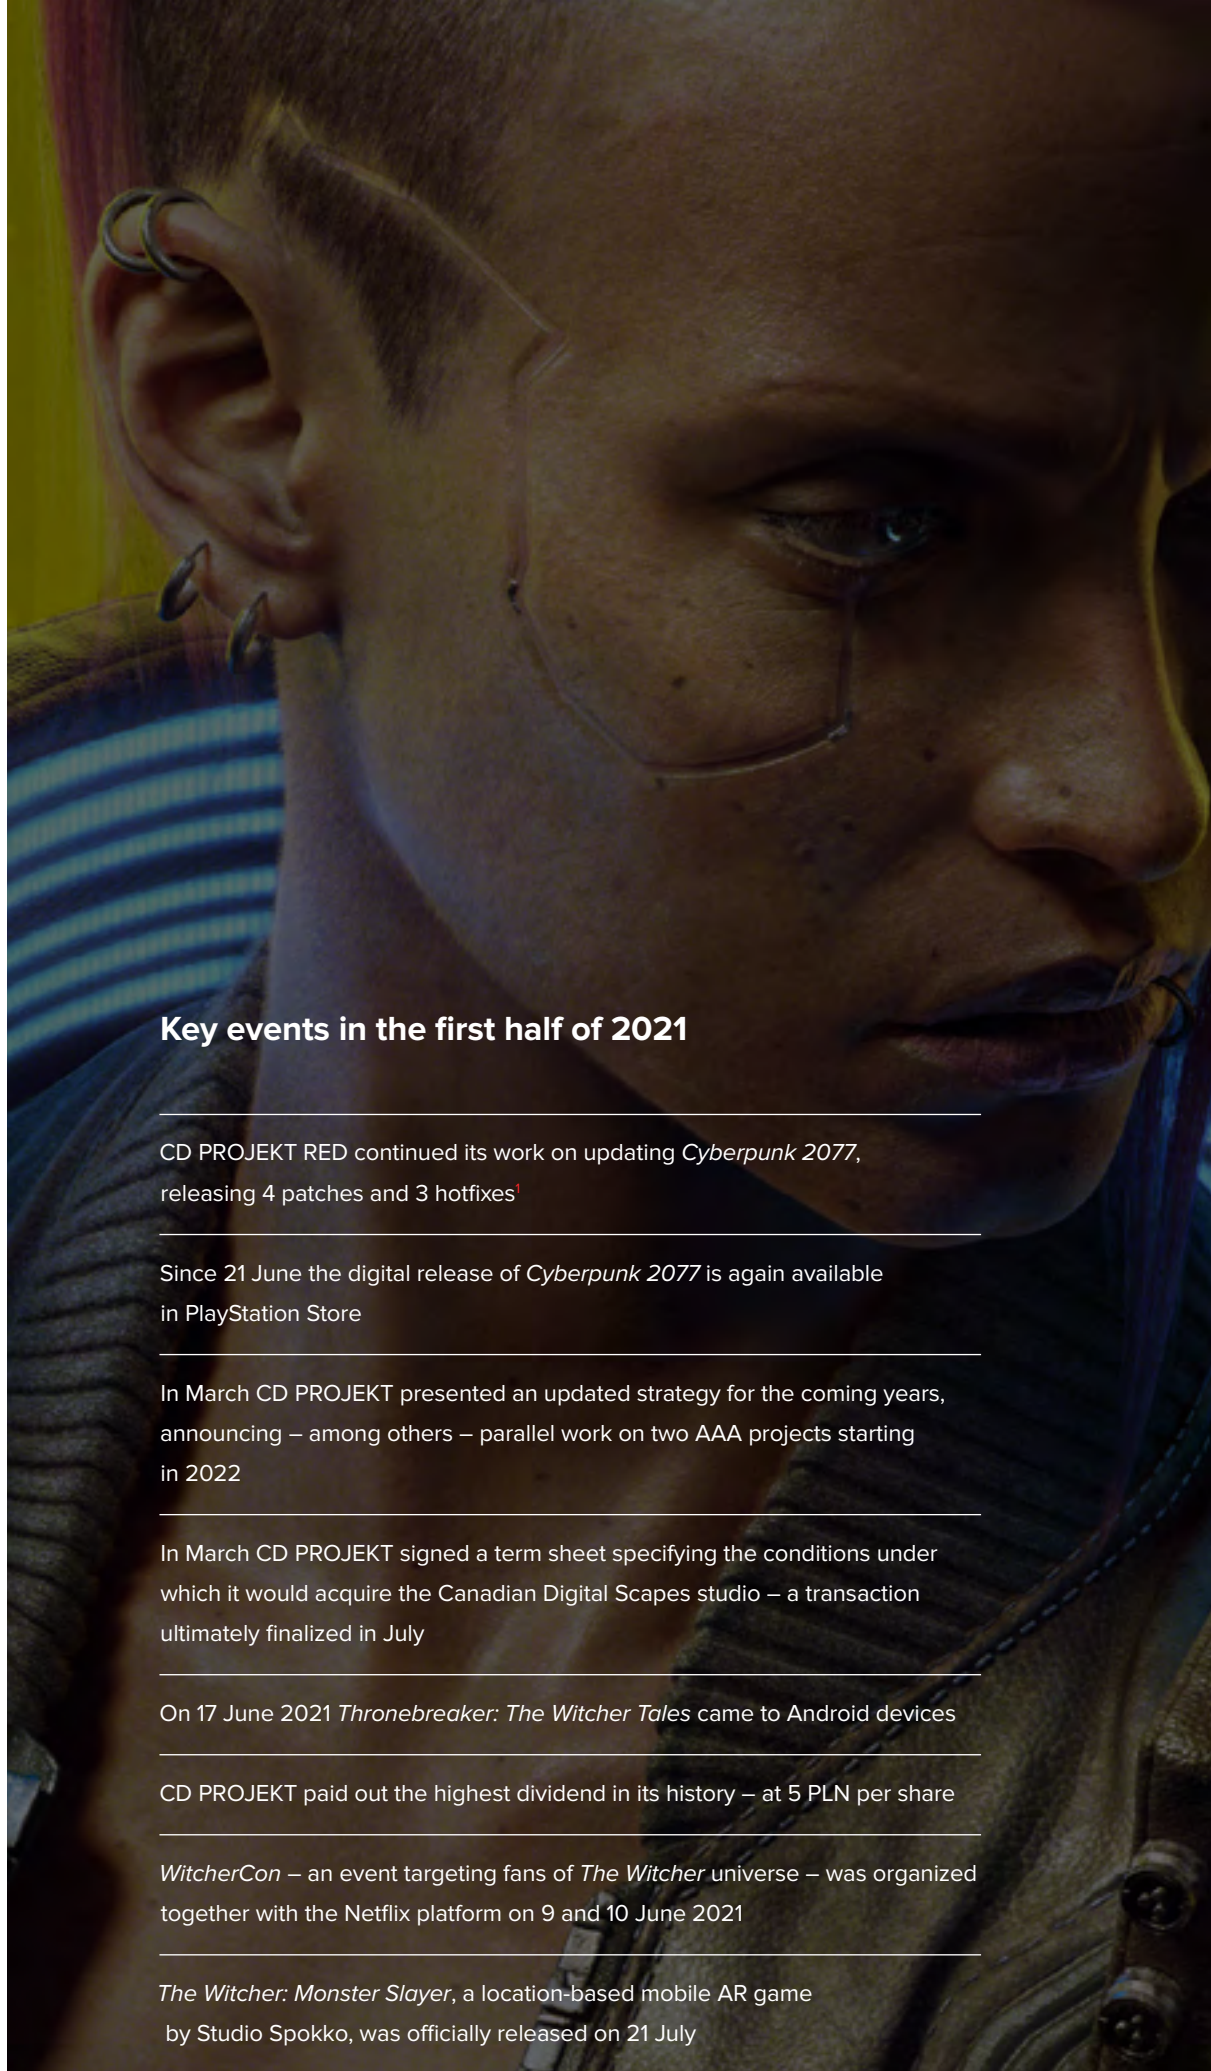 Key events in the first half of 2021
CD PROJEKT RED continued its work on updating Cyberpunk 2077,
releasing 4 patches and 3 hotfixes¹
Since 21 June the digital release of Cyberpunk 2077 is again available
in PlayStation Store
In March CD PROJEKT presented an updated strategy for the coming years,
announcing – among others – parallel work on two AAA projects starting
in 2022
In March CD PROJEKT signed a term sheet specifying the conditions under
which it would acquire the Canadian Digital Scapes studio – a transaction
ultimately finalized in July
On 17 June 2021 Thronebreaker: The Witcher Tales came to Android devices
CD PROJEKT paid out the highest dividend in its history – at 5 PLN per share
WitcherCon – an event targeting fans of The Witcher universe – was organized
together with the Netflix platform on 9 and 10 June 2021
The Witcher: Monster Slayer, a location-based mobile AR game
by Studio Spokko, was officially released on 21 July